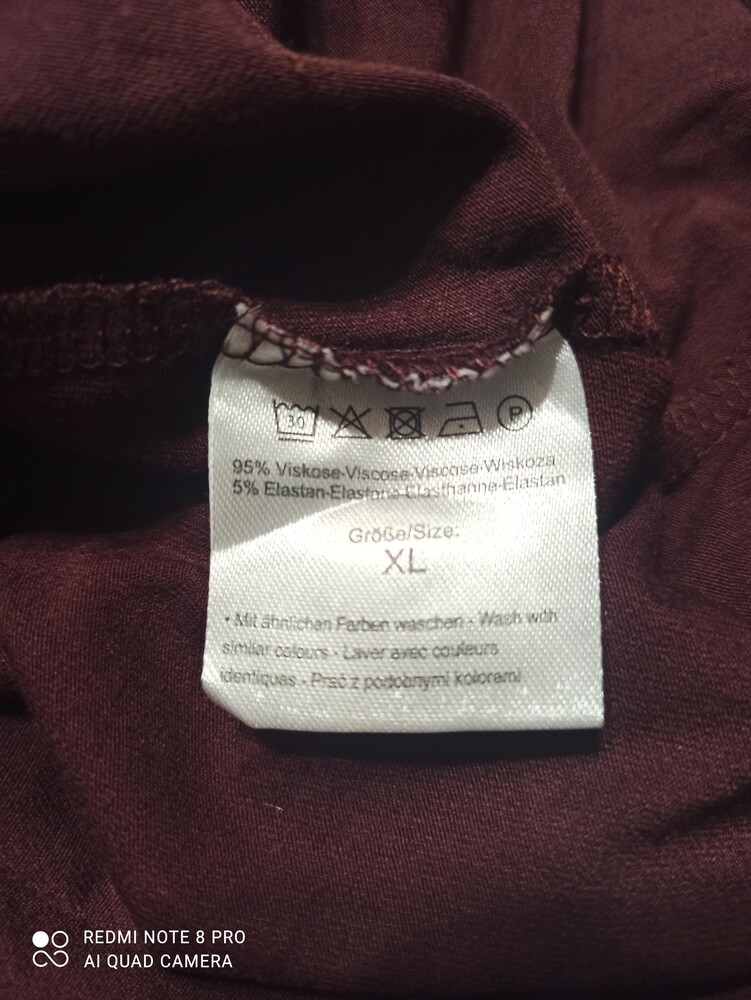 30
P
95% Viskose-Viscose-Viscose-Wiskoza
5% Elastan-Elastane-Elasthanne-Elastan
Größe/Size:
XL
• Mit ähnlichen Farben waschen - Wash with
similar colours - Laver avec couleurs
identiques - Prać z podobnymi kolorami
REDMI NOTE 8 PRO
AI QUAD CAMERA